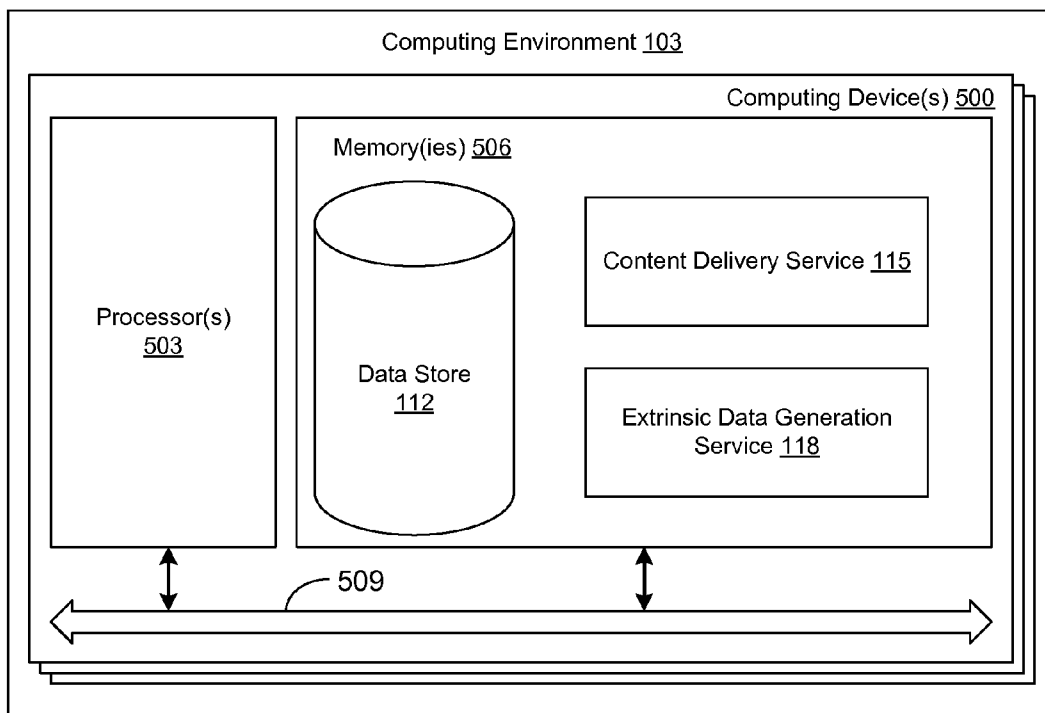 Computing Environment 103
Computing Device(s) 500
Memory(ies) 506
Processor(s)
503
Data Store
112
Content Delivery Service 115
Extrinsic Data Generation
Service 118
509